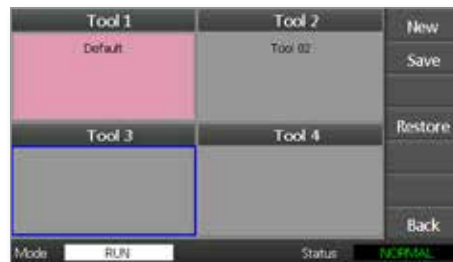 Tool 1
Default
Tool 2
Tool 02
Tool 3
Tool 4
New
Save
Restore
Back
Mode RUN Status NORMAL